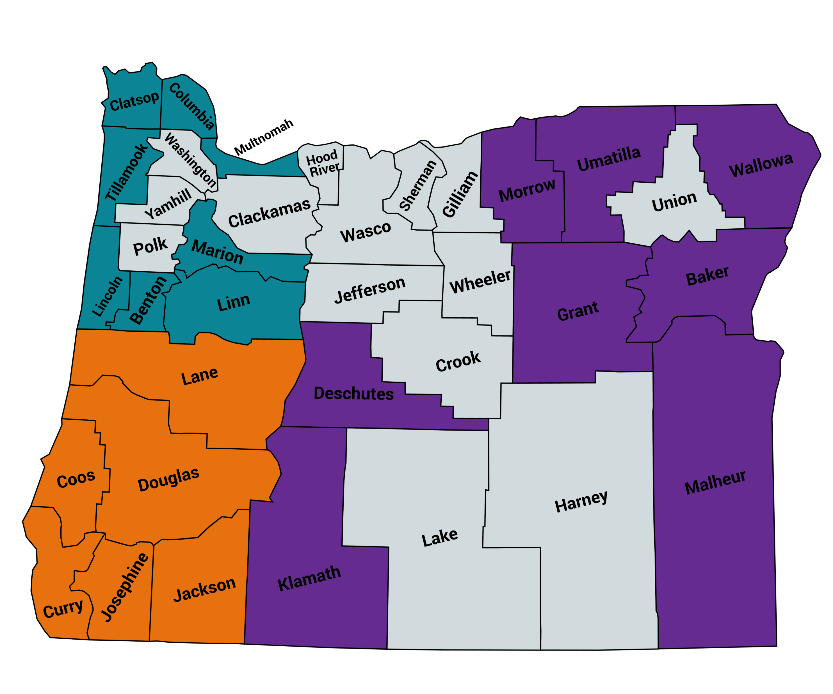 Clatsop
Columbia
Multnomah
Tillamook
Washington
Hood
River
Sherman
Gilliam
Morrow
Umatilla
Wallowa
Yamhill
Clackamas
Union
Polk
Marion
Wasco
Lincoln
Benton
Linn
Jefferson
Wheeler
Grant
Baker
Lane
Deschutes
Crook
Coos
Douglas
Malheur
Harney
Lake
Klamath
Curry
Josephine
Jackson